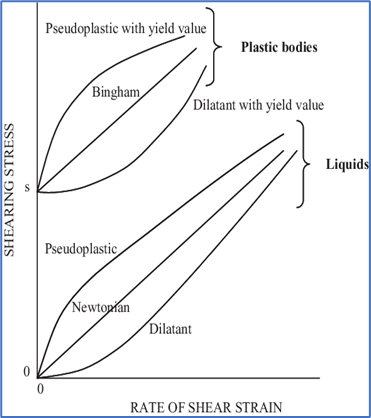 Pseudoplastic with yield value
Plastic bodies
Bingham
Dilatant with yield value
Liquids
SHEARING STRESS
s
Pseudoplastic
Newtonian
Dilatant
0
0
RATE OF SHEAR STRAIN